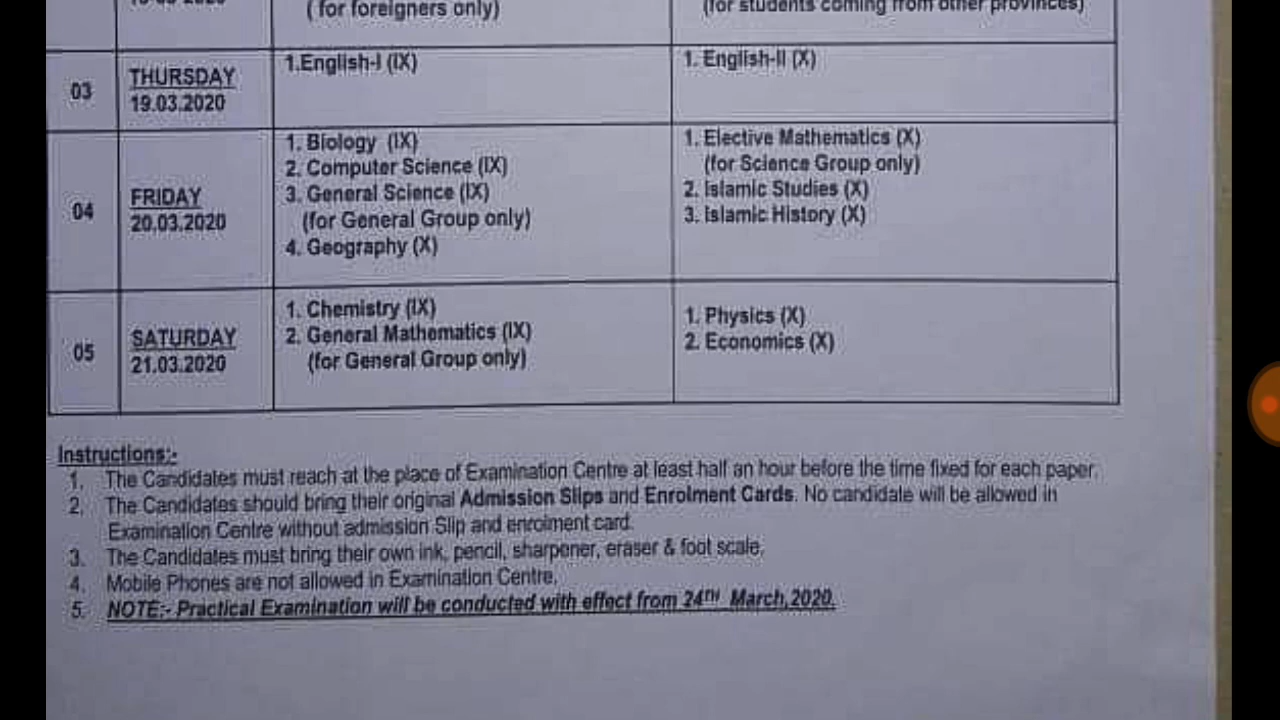 ( for foreigners only)
(for students coming from other provinces)
03
THURSDAY
19.03.2020
1.English-I (IX)
1. English-II (X)
04
FRIDAY
20.03.2020
1. Biology (IX)
2. Computer Science (IX)
3. General Science (IX)
(for General Group only)
4. Geography (X)
1. Elective Mathematics (X)
(for Science Group only)
2. Islamic Studies (X)
3. Islamic History (X)
05
SATURDAY
21.03.2020
1. Chemistry (IX)
2. General Mathematics (IX)
(for General Group only)
1. Physics (X)
2. Economics (X)
Instructions:-
1. The Candidates must reach at the place of Examination Centre at least half an hour before the time fixed for each paper.
2. The Candidates should bring their original Admission Slips and Enrolment Cards. No candidale will be allowed in
Examination Centre without admission Slip and enrolment card.
3. The Candidates must bring their own ink, pencil, sharpener, eraser & foot scale.
4. Mobile Phones are not allowed in Examination Centre.
5. NOTE:- Practical Examination will be conducted with effect from 24TH March,2020.